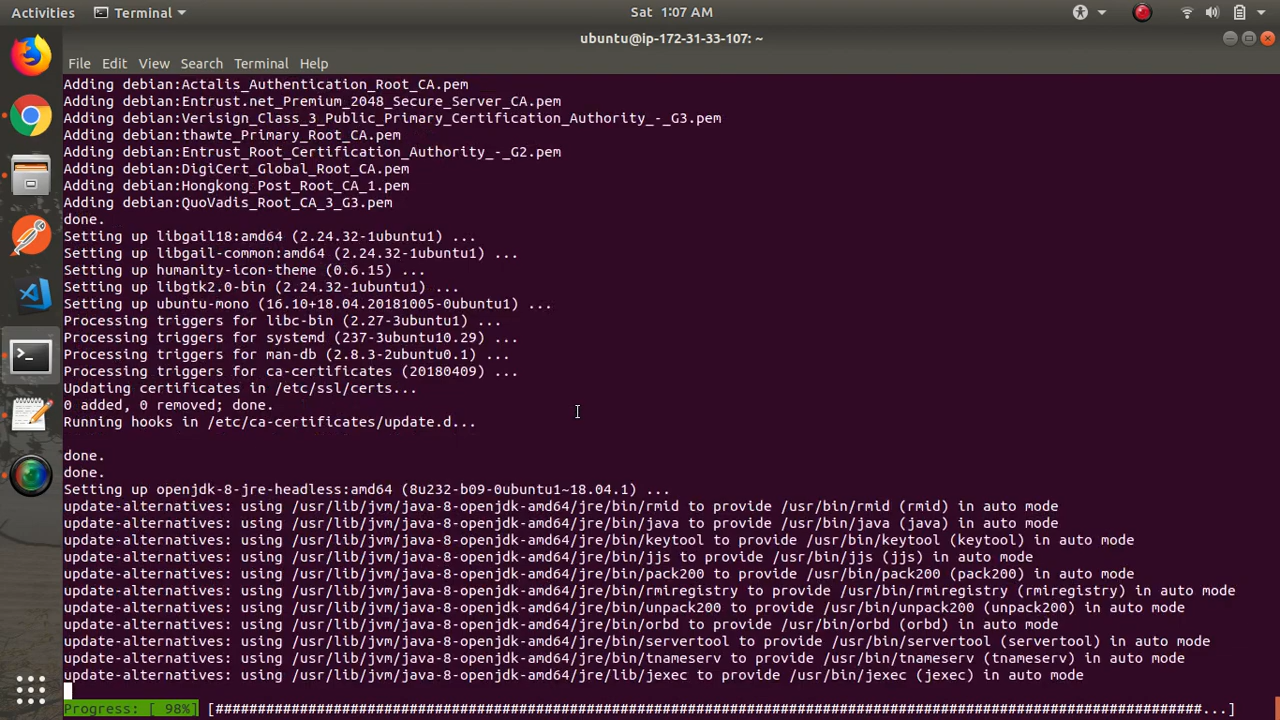 Activities
Terminal
Sat 1:07 AM
ubuntu@ip-172-31-33-107: ~
File Edit View Search Terminal Help
Adding debian:Actalis_Authentication_Root_CA.pem
Adding debian:Entrust.net_Premium_2048_Secure_Server_CA.pem
Adding debian:Verisign_Class_3_Public_Primary_Certification_Authority_-_G3.pem
Adding debian:thawte_Primary_Root_CA.pem
Adding debian:Entrust_Root_Certification_Authority_-_G2.pem
Adding debian:DigiCert_Global_Root_CA.pem
Adding debian:Hongkong_Post_Root_CA_1.pem
Adding debian:QuoVadis_Root_CA_3_G3.pem
done.
Setting up libgail18:amd64 (2.24.32-1ubuntu1) ...
Setting up libgail-common:amd64 (2.24.32-1ubuntu1) ...
Setting up humanity-icon-theme (0.6.15) ...
Setting up libgtk2.0-bin (2.24.32-1ubuntu1) ...
Setting up ubuntu-mono (16.10+18.04.20181005-0ubuntu1) ...
Processing triggers for libc-bin (2.27-3ubuntu1) ...
Processing triggers for systemd (237-3ubuntu10.29) ...
Processing triggers for man-db (2.8.3-2ubuntu0.1) ...
Processing triggers for ca-certificates (20180409) ...
Updating certificates in /etc/ssl/certs...
0 added, 0 removed; done.
Running hooks in /etc/ca-certificates/update.d...
done.
done.
Setting up openjdk-8-jre-headless:amd64 (8u232-b09-0ubuntu1~18.04.1) ...
update-alternatives: using /usr/lib/jvm/java-8-openjdk-amd64/jre/bin/rmid to provide /usr/bin/rmid (rmid) in auto mode
update-alternatives: using /usr/lib/jvm/java-8-openjdk-amd64/jre/bin/java to provide /usr/bin/java (java) in auto mode
update-alternatives: using /usr/lib/jvm/java-8-openjdk-amd64/jre/bin/keytool to provide /usr/bin/keytool (keytool) in auto mode
update-alternatives: using /usr/lib/jvm/java-8-openjdk-amd64/jre/bin/jjs to provide /usr/bin/jjs (jjs) in auto mode
update-alternatives: using /usr/lib/jvm/java-8-openjdk-amd64/jre/bin/pack200 to provide /usr/bin/pack200 (pack200) in auto mode
update-alternatives: using /usr/lib/jvm/java-8-openjdk-amd64/jre/bin/rmiregistry to provide /usr/bin/rmiregistry (rmiregistry) in auto mode
update-alternatives: using /usr/lib/jvm/java-8-openjdk-amd64/jre/bin/unpack200 to provide /usr/bin/unpack200 (unpack200) in auto mode
update-alternatives: using /usr/lib/jvm/java-8-openjdk-amd64/jre/bin/orbd to provide /usr/bin/orbd (orbd) in auto mode
update-alternatives: using /usr/lib/jvm/java-8-openjdk-amd64/jre/bin/servertool to provide /usr/bin/servertool (servertool) in auto mode
update-alternatives: using /usr/lib/jvm/java-8-openjdk-amd64/jre/bin/tnameserv to provide /usr/bin/tnameserv (tnameserv) in auto mode
update-alternatives: using /usr/lib/jvm/java-8-openjdk-amd64/jre/lib/jexec to provide /usr/bin/jexec (jexec) in auto mode
Progress: [ 98%] [#####################################################################################################################...]